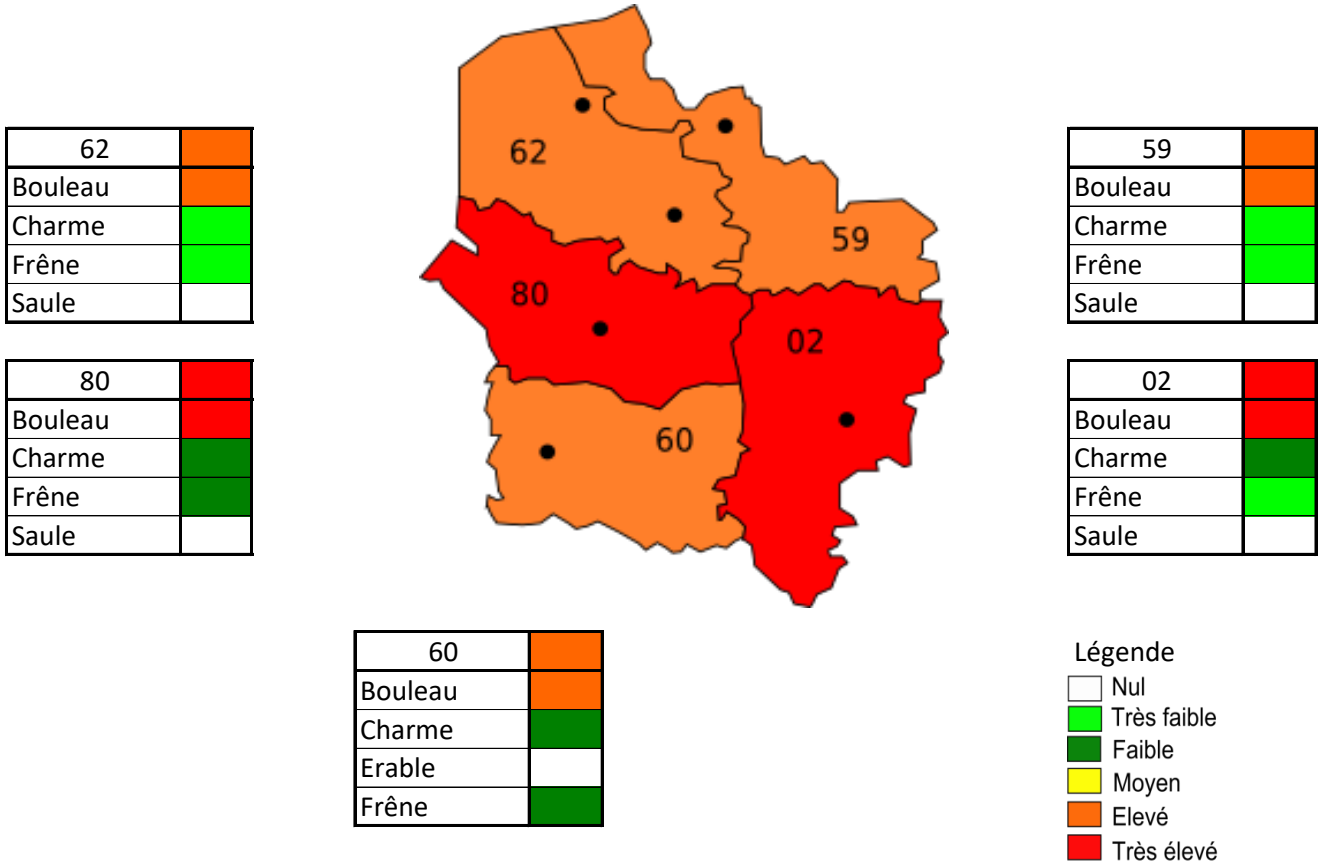 62
Bouleau
Charme
Frêne
Saule
80
Bouleau
Charme
Frêne
Saule
62
59
80
02
60
59
Bouleau
Charme
Frêne
Saule
02
Bouleau
Charme
Frêne
Saule
60
Bouleau
Charme
Erable
Frêne
Légende
Nul
Très faible
Faible
Moyen
Elevé
Très élevé